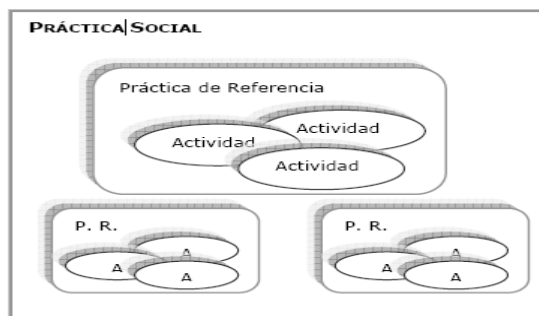 PRÁCTICA SOCIAL
Práctica de Referencia
Actividad
Actividad
Actividad
P. R.
A
A
A
P. R.
A
A
A